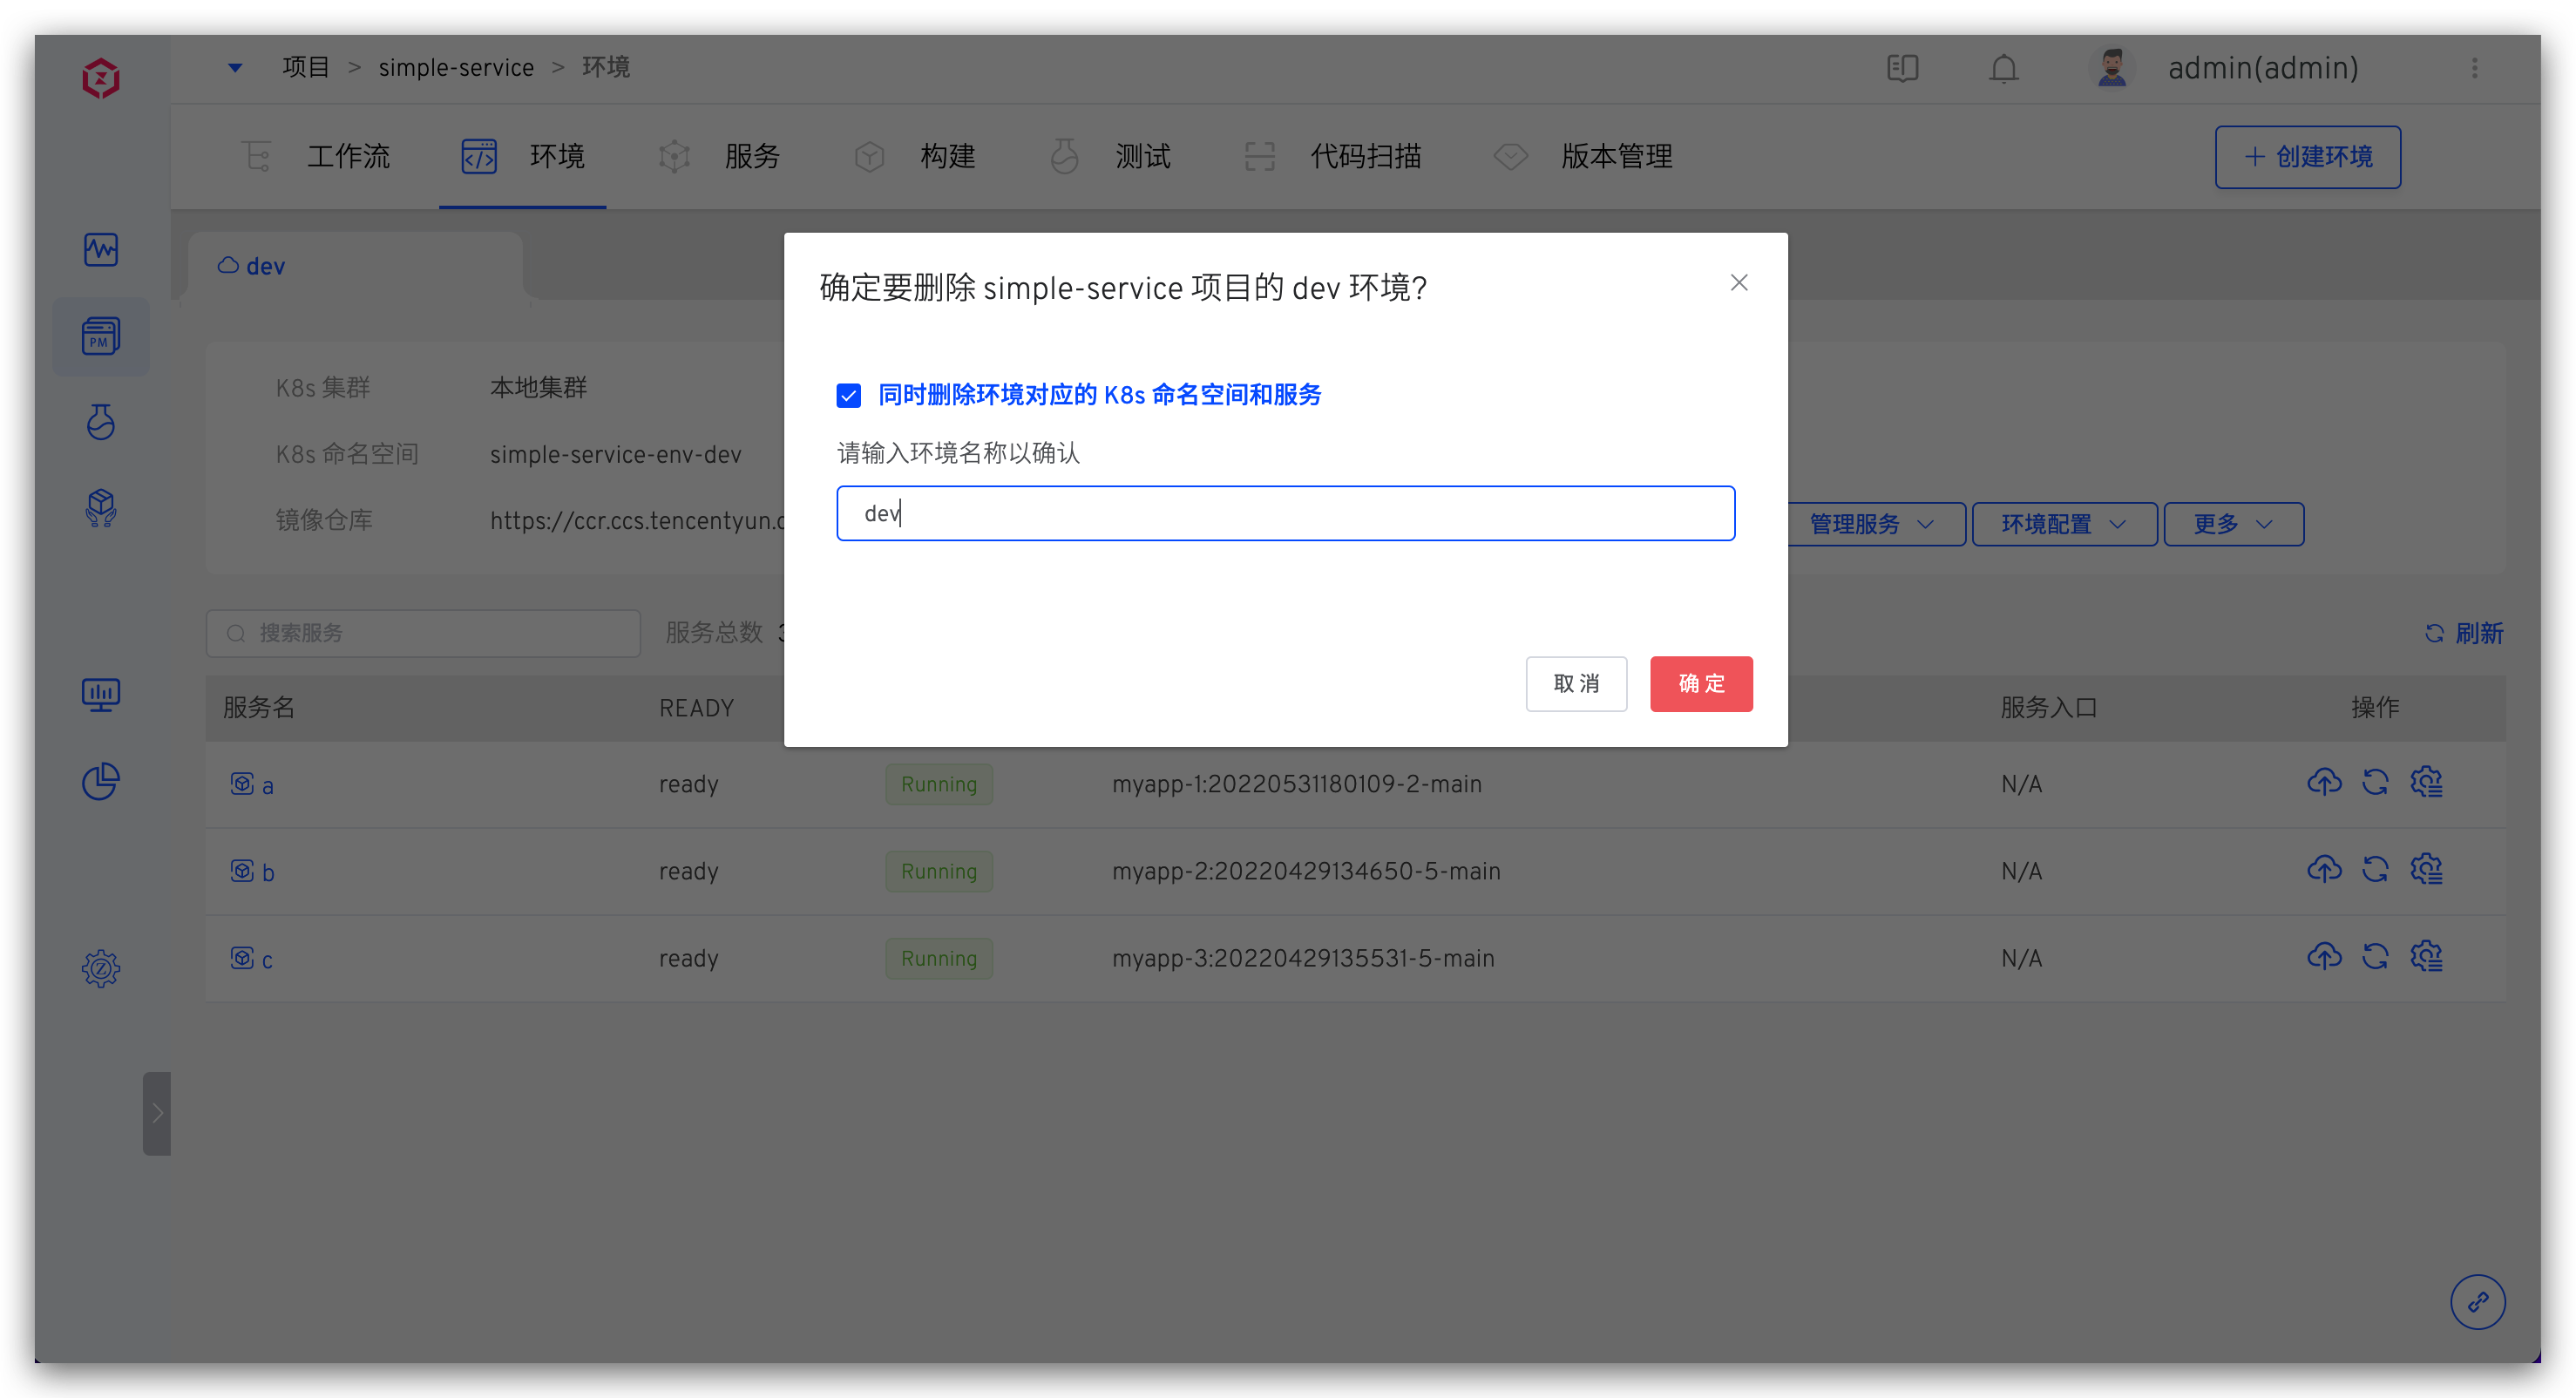 项目 > simple-service > 环境
admin(admin)
工作流 环境 服务 构建 测试 代码扫描 版本管理
+ 创建环境
dev
确定要删除 simple-service 项目的 dev 环境?
同时删除环境对应的 K8s 命名空间和服务
请输入环境名称以确认
dev
取 消 确 定
PM
K8s 集群 本地集群
K8s 命名空间 simple-service-env-dev
镜像仓库 https://ccr.ccs.tencentyun.
管理服务 环境配置 更多
搜索服务 服务总数
刷新
服务名 READY 服务入口 操作
a ready Running myapp-1:20220531180109-2-main N/A
b ready Running myapp-2:20220429134650-5-main N/A
c ready Running myapp-3:20220429135531-5-main N/A